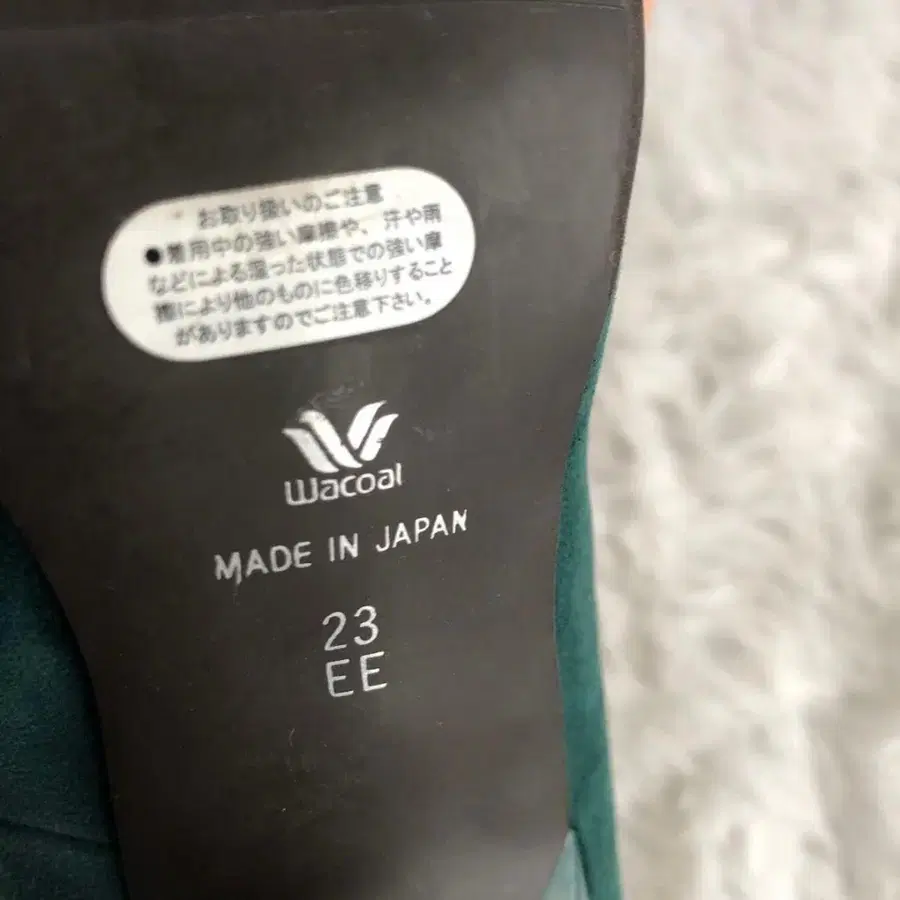 お取り扱いのご注意
●着用中の強い摩擦や、汗や雨
などによる湿った状態での強い摩
擦により他のものに色移りすること
がありますのでご注意下さい。
Wacoal
MADE IN JAPAN
23
EE